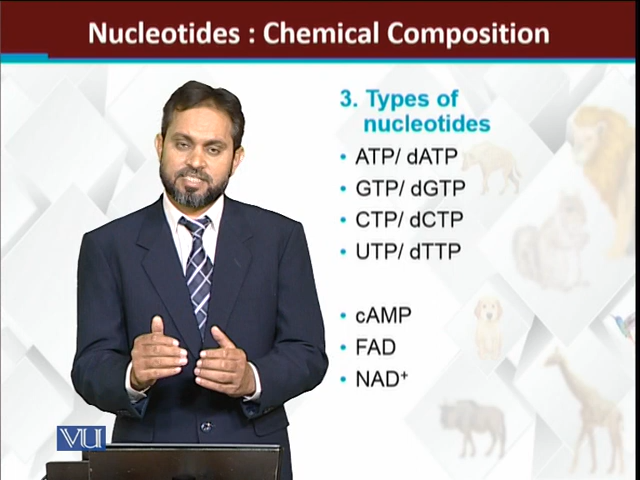 Nucleotides : Chemical Composition
3. Types of
nucleotides
• ATP/ dATP
• GTP/ dGTP
• CTP/ dCTP
• UTP/ dTTP
• cAMP
• FAD
• NAD⁺
VU